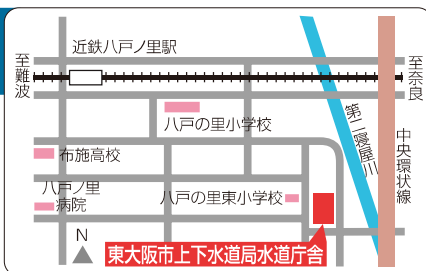 近鉄八戸ノ里駅
至難波
至奈良
八戸の里小学校
第二寝屋川
中央環状線
布施高校
八戸ノ里
病院
八戸の里東小学校
N
東大阪市上下水道局水道庁舎